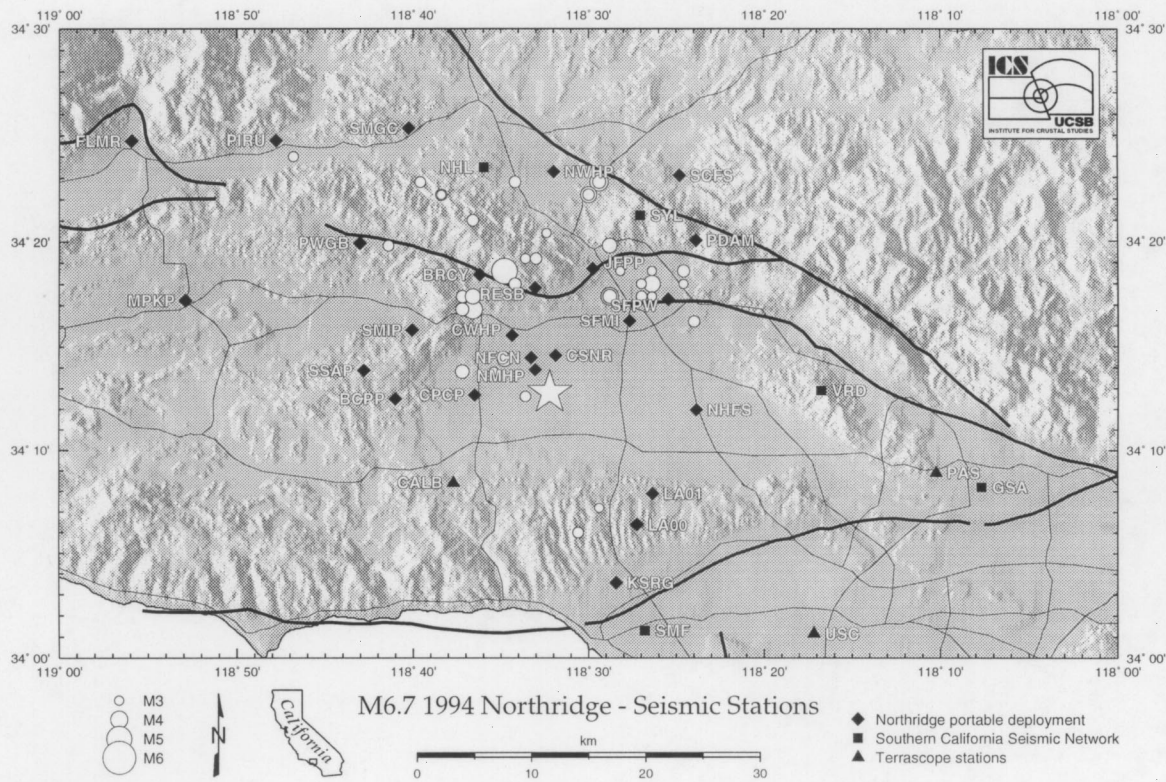 119° 00' 118° 50' 118° 40' 118° 30' 118° 20' 118° 10' 118° 00'
34° 30' 34° 30'
ICS
UCSB
INSTITUTE FOR CRUSTAL STUDIES
FLMR PIRU SMGC
NHL NWHP SCFS
SYL
34° 20' 34° 20'
PWGB PDAM
BRCY JFPP
MPKP RESB SFPW
SMIP CWHP SFMI
NFCN CSNR
SSAP NMHP
BCPP CPCP NHFS VRD
34° 10' 34° 10'
CALB PAS
LA01 GSA
LA00
KSRG
SMF USC
34° 00' 34° 00'
119° 00' 118° 50' 118° 40' 118° 30' 118° 20' 118° 10' 118° 00'
M3
M4
M5
M6
N
California
M6.7 1994 Northridge - Seismic Stations
km
0 10 20 30
Northridge portable deployment
Southern California Seismic Network
Terrascope stations